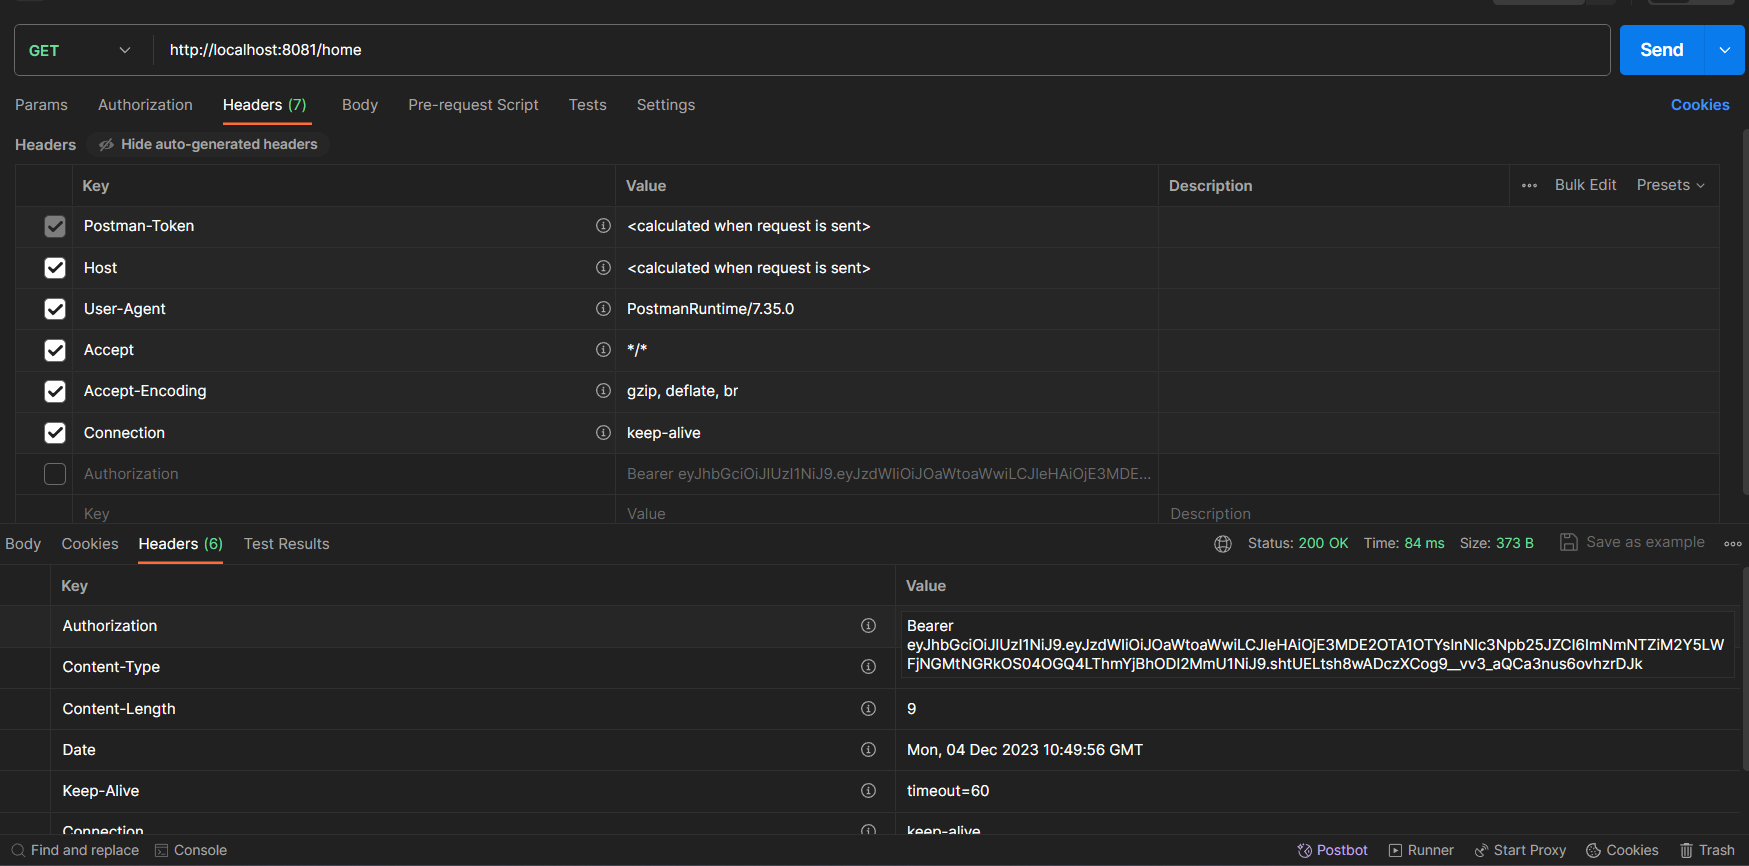 GET http://localhost:8081/home Send
Params Authorization Headers (7) Body Pre-request Script Tests Settings Cookies
Headers Hide auto-generated headers
Key Value Description Bulk Edit Presets
Postman-Token <calculated when request is sent>
Host <calculated when request is sent>
User-Agent PostmanRuntime/7.35.0
Accept */*
Accept-Encoding gzip, deflate, br
Connection keep-alive
Authorization Bearer eyJhbGciOiJIUzI1NiJ9.eyJzdWIiOiJOaWtoaWwiLCJleHAiOjE3MDE...
Key Value Description
Body Cookies Headers (6) Test Results Status: 200 OK Time: 84 ms Size: 373 B Save as example
Key Value
Authorization Bearer
eyJhbGciOiJIUzI1NiJ9.eyJzdWIiOiJOaWtoaWwiLCJleHAiOjE3MDE2OTA1OTYsInNlc3Npb25JZCI6ImNmNTZiM2Y5LW
FjNGMtNGRkOS04OGQ4LThmYjBhODI2MmU1NiJ9.shtUELtsh8wADczXCog9__vv3_aQCa3nus6ovhzrDJk
Content-Type
Content-Length 9
Date Mon, 04 Dec 2023 10:49:56 GMT
Keep-Alive timeout=60
Connection keep-alive
Find and replace Console Postbot Runner Start Proxy Cookies Trash